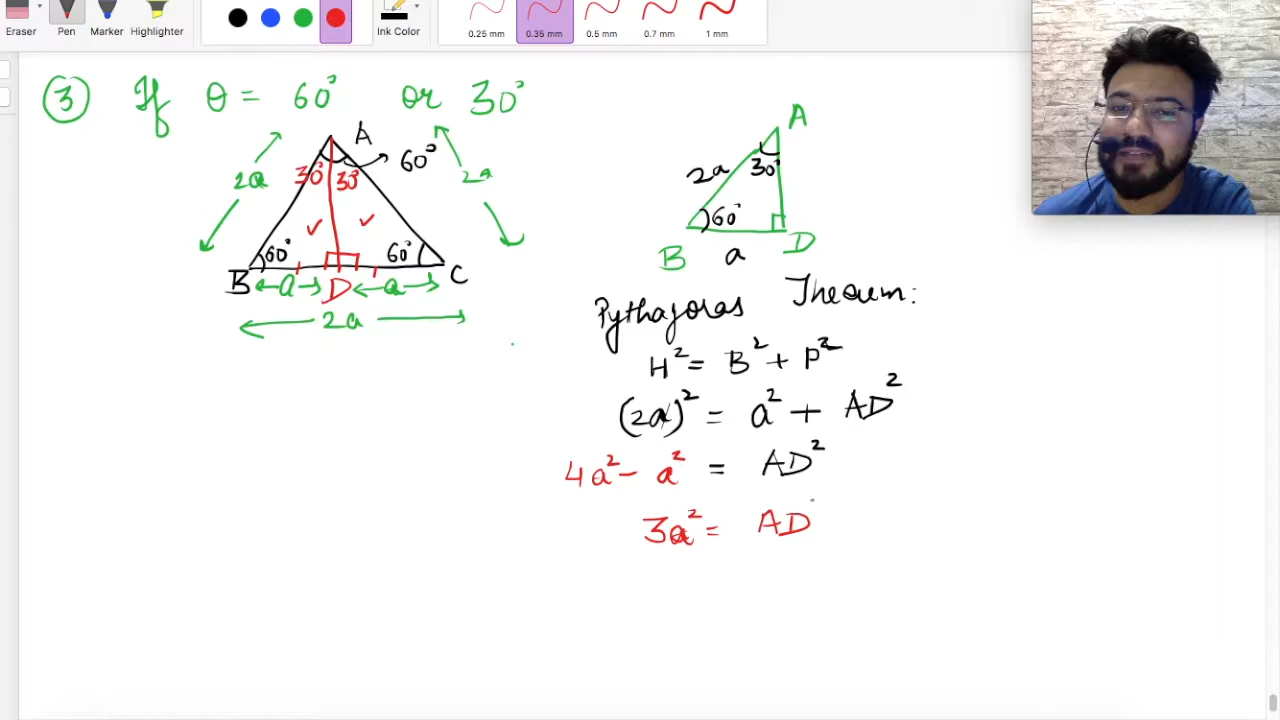 Eraser Pen Marker Highlighter Ink Color 0.25 mm 0.35 mm 0.5 mm 0.7 mm 1 mm
③ If θ = 60° or 30°
A
60°
2a
30° 30°
2a
60° 60°
B a D a C
2a
A
2a 30°
60°
B a D
Pythagoras Theorum:
H² = B² + P²
(2a)² = a² + AD²
4a² - a² = AD²
3a² = AD